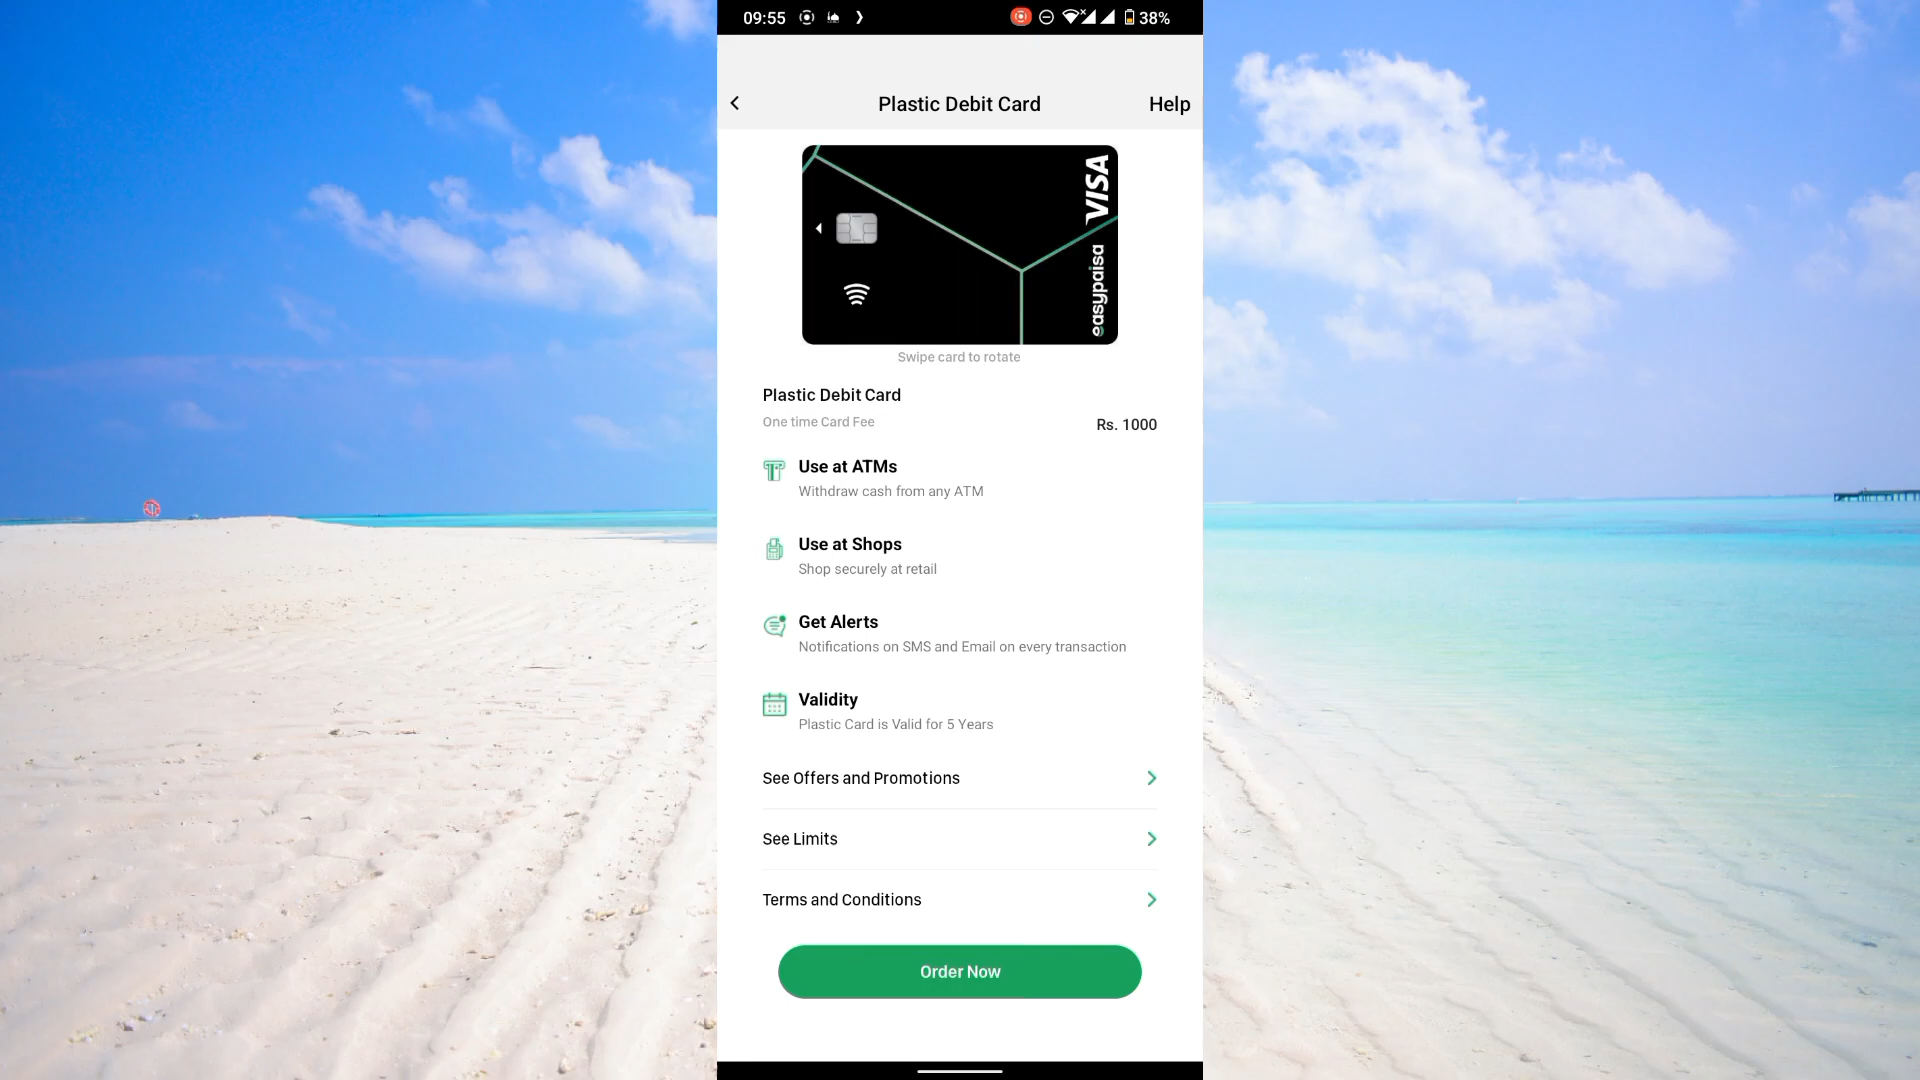 09:55
38%
Plastic Debit Card
Help
VISA
easypaisa
Swipe card to rotate
Plastic Debit Card
One time Card Fee
Rs. 1000
Use at ATMs
Withdraw cash from any ATM
Use at Shops
Shop securely at retail
Get Alerts
Notifications on SMS and Email on every transaction
Validity
Plastic Card is Valid for 5 Years
See Offers and Promotions
See Limits
Terms and Conditions
Order Now